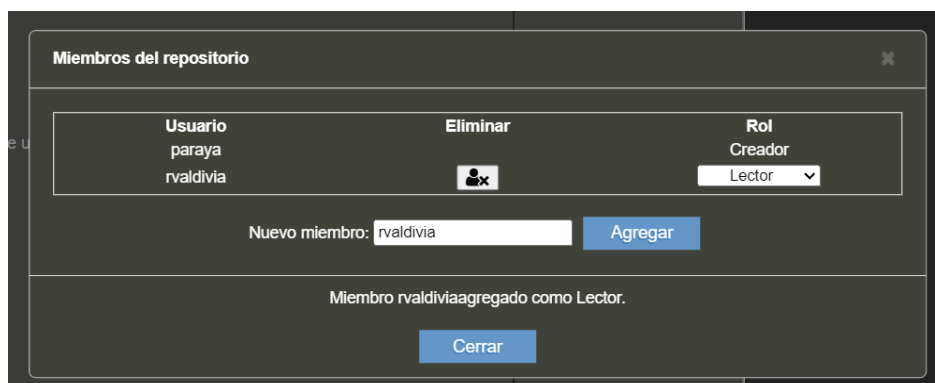 Miembros del repositorio
e u
Usuario Eliminar Rol
paraya Creador
rvaldivia Lector
Nuevo miembro: rvaldivia Agregar
Miembro rvaldiviaagregado como Lector.
Cerrar